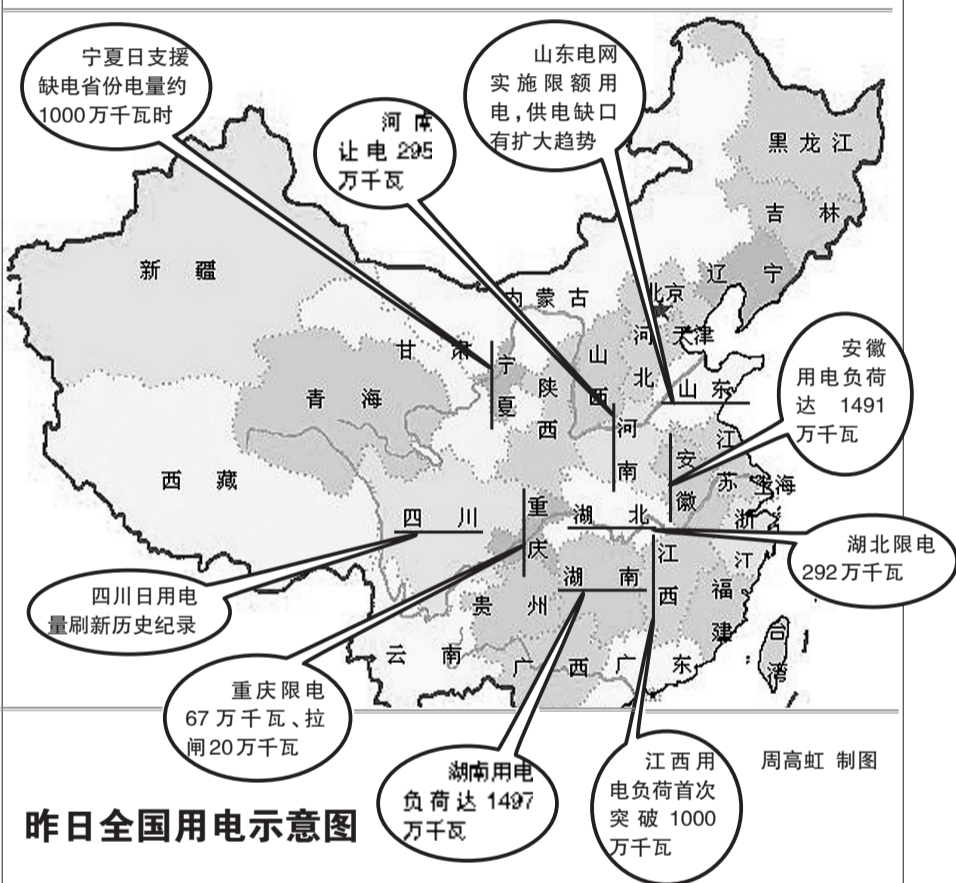 宁夏日支援
缺电省份电量约
1000万千瓦时
河南
让电 295
万千瓦
山东电网
实施限额用
电,供电缺口
有扩大趋势
黑龙江
吉林
辽宁
新疆
内蒙古
北京
天津
河北
山西
甘肃
宁夏
陕西
青海
山东
安徽
用电负荷
达 1491
万千瓦
河南
安徽
江苏
上海
西藏
四川
重庆
湖北
浙江
湖北限电
292万千瓦
四川日用电
量刷新历史纪录
湖南
江西
福建
贵州
云南
广西
广东
台湾
重庆限电
67万千瓦、拉
闸20万千瓦
湖南用电
负荷达 1497
万千瓦
江西用
电负荷首次
突破 1000
万千瓦
周高虹 制图
昨日全国用电示意图